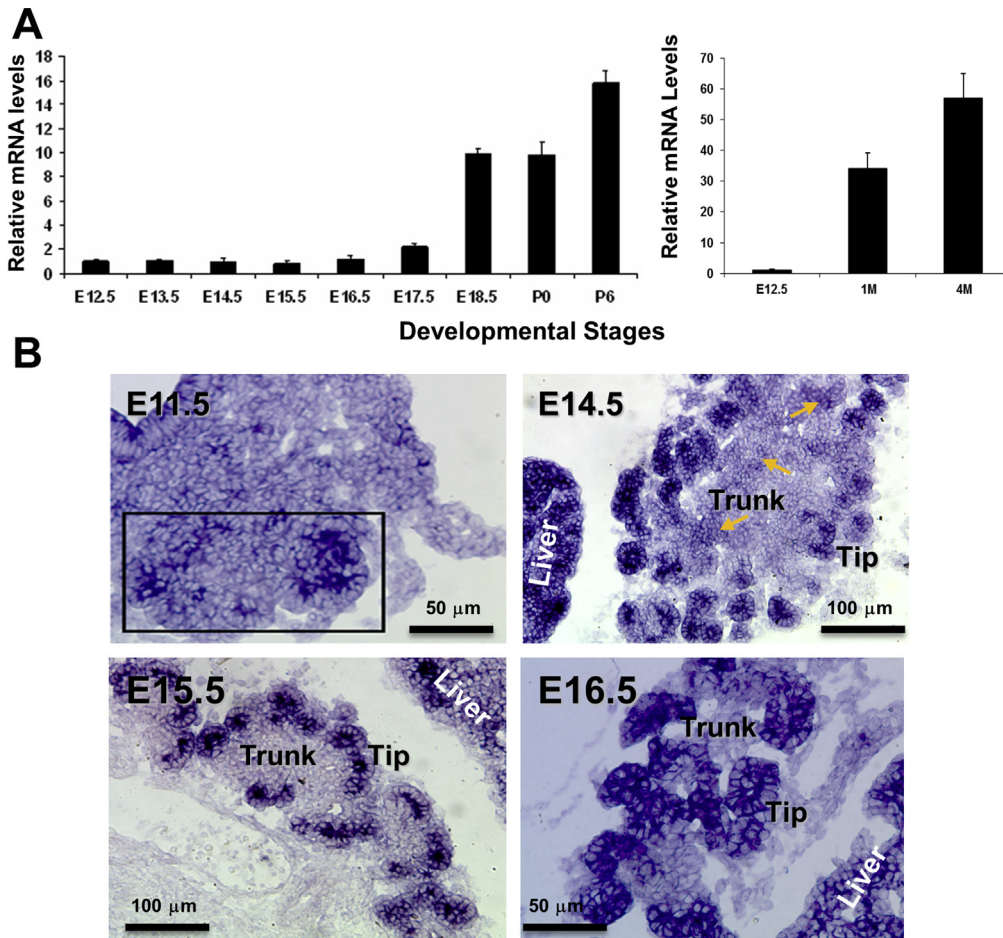 A
Relative mRNA levels
18
16
14
12
10
8
6
4
2
0
E12.5 E13.5 E14.5 E15.5 E16.5 E17.5 E18.5 P0 P6
Relative mRNA Levels
70
60
50
40
30
20
10
0
E12.5 1M 4M
Developmental Stages
B
E11.5
50 µm
E14.5
Trunk
Liver
Tip
100 µm
E15.5
Liver
Trunk Tip
100 µm
E16.5
Trunk
Tip
Liver
50 µm